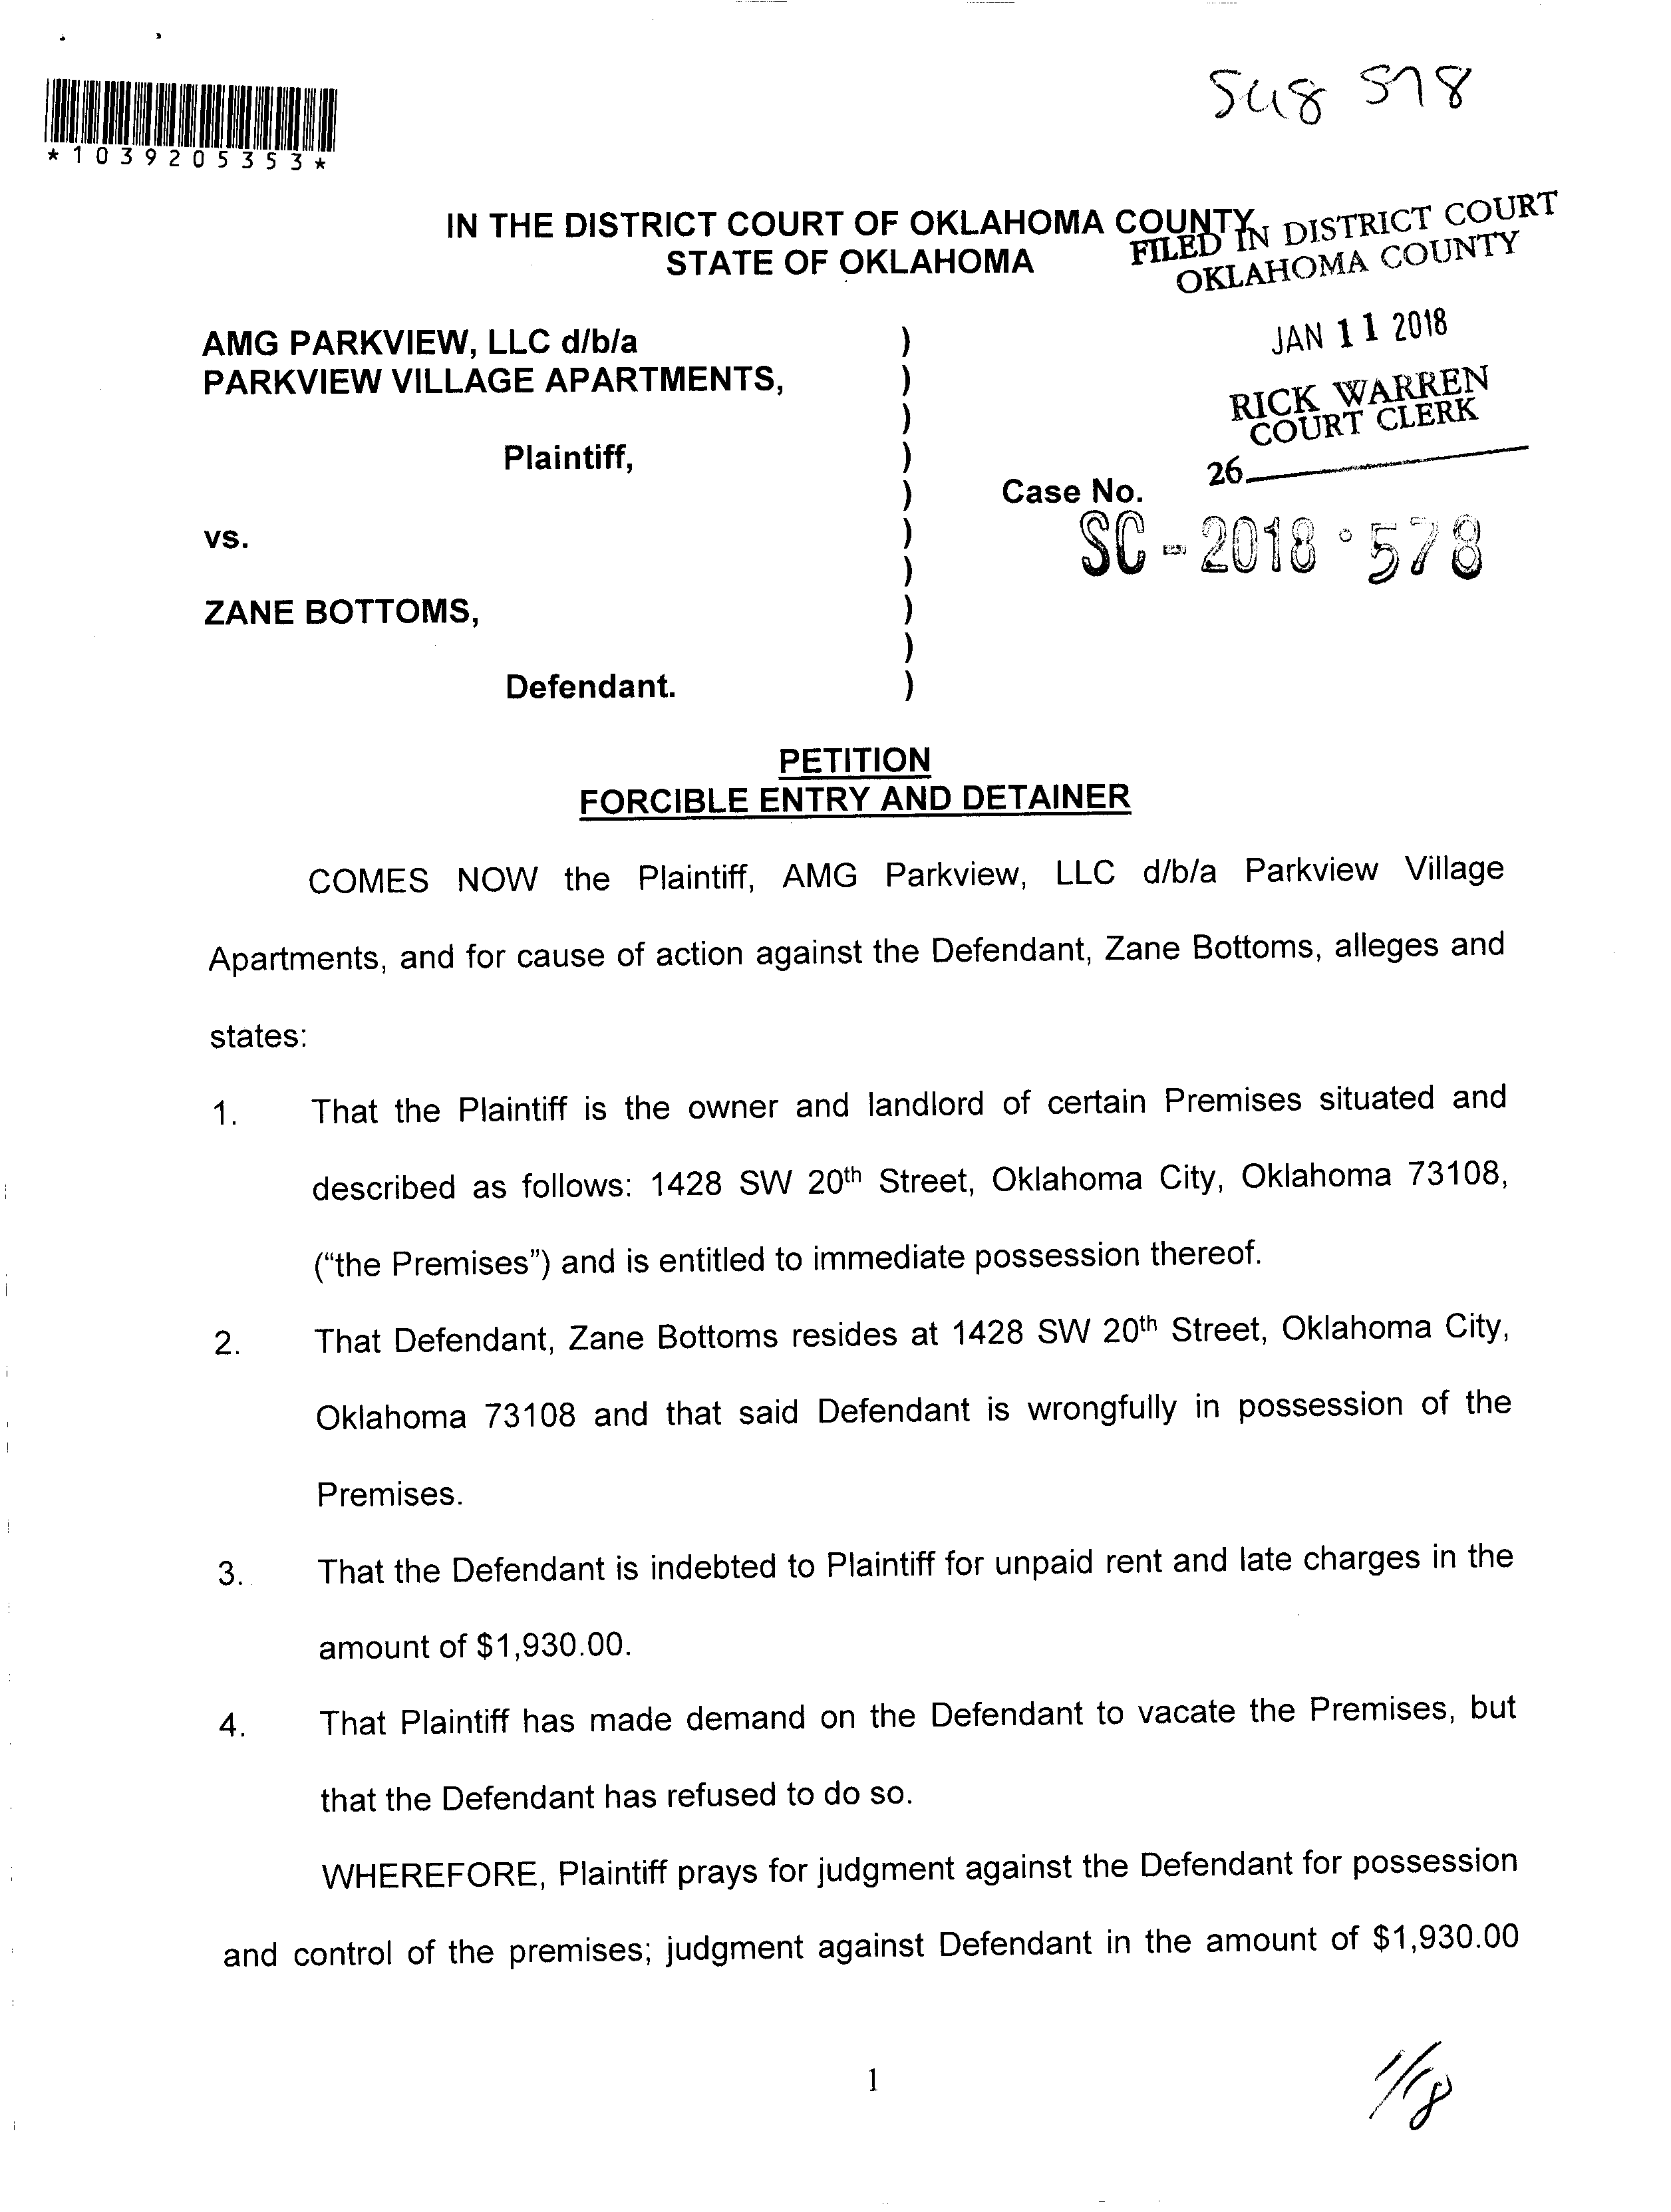 SC18 578
*1039205353*
IN THE DISTRICT COURT OF OKLAHOMA COUNTY
STATE OF OKLAHOMA
FILED IN DISTRICT COURT
OKLAHOMA COUNTY
JAN 11 2018
RICK WARREN
COURT CLERK
26
AMG PARKVIEW, LLC d/b/a )
PARKVIEW VILLAGE APARTMENTS, )
)
Plaintiff, )
) Case No.
vs. ) SC - 2018 - 578
)
ZANE BOTTOMS, )
)
Defendant. )
PETITION
FORCIBLE ENTRY AND DETAINER
COMES NOW the Plaintiff, AMG Parkview, LLC d/b/a Parkview Village
Apartments, and for cause of action against the Defendant, Zane Bottoms, alleges and
states:
1. That the Plaintiff is the owner and landlord of certain Premises situated and
described as follows: 1428 SW 20th Street, Oklahoma City, Oklahoma 73108,
("the Premises") and is entitled to immediate possession thereof.
2. That Defendant, Zane Bottoms resides at 1428 SW 20th Street, Oklahoma City,
Oklahoma 73108 and that said Defendant is wrongfully in possession of the
Premises.
3. That the Defendant is indebted to Plaintiff for unpaid rent and late charges in the
amount of $1,930.00.
4. That Plaintiff has made demand on the Defendant to vacate the Premises, but
that the Defendant has refused to do so.
WHEREFORE, Plaintiff prays for judgment against the Defendant for possession
and control of the premises; judgment against Defendant in the amount of $1,930.00
1
1/18